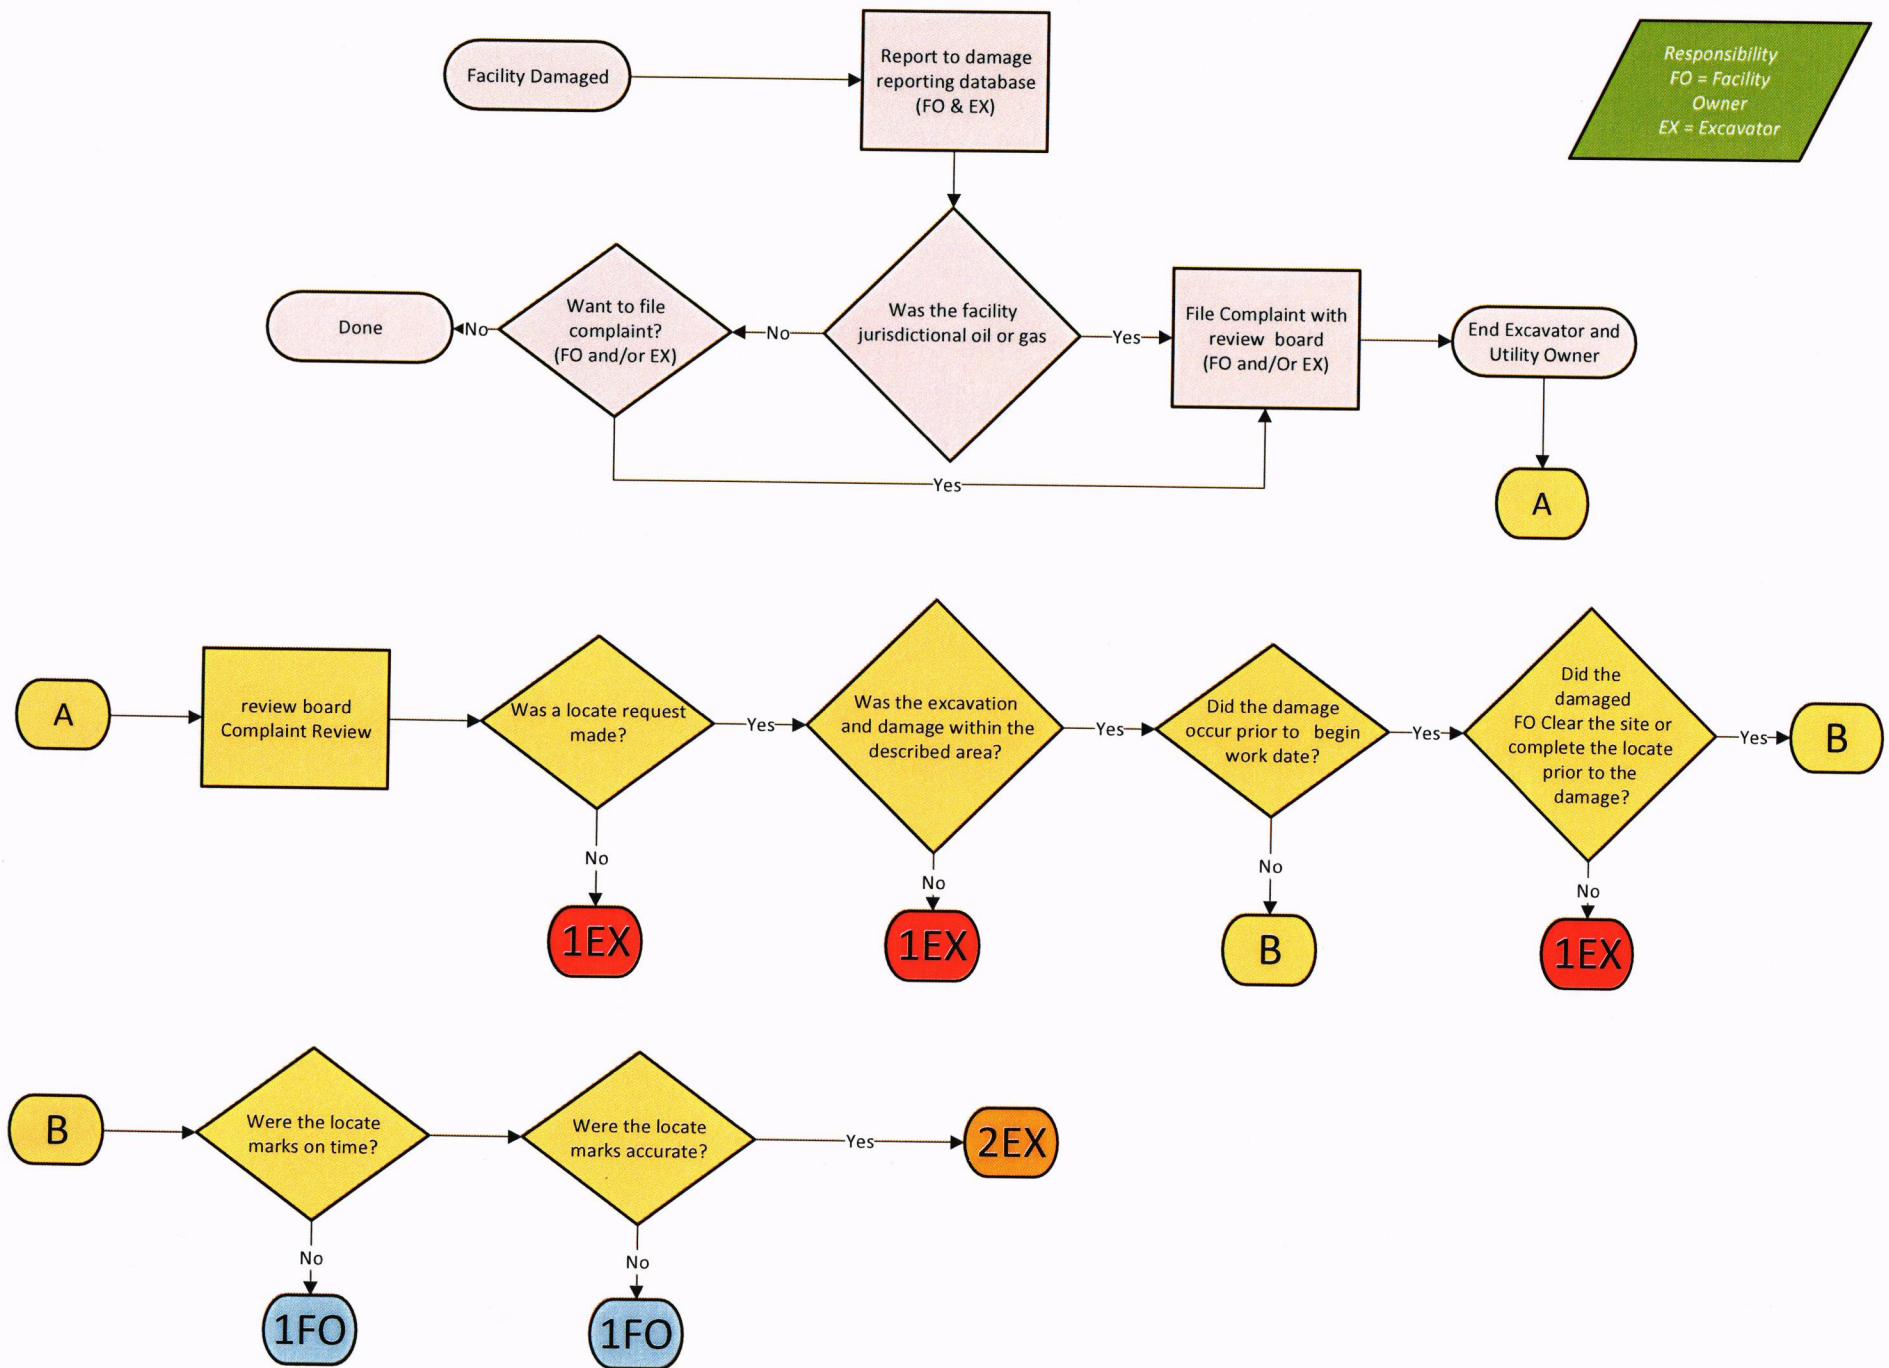 Facility Damaged
Report to damage
reporting database
(FO & EX)
Responsibility
FO = Facility
Owner
EX = Excavator
Done
No
Want to file
complaint?
(FO and/or EX)
No
Was the facility
jurisdictional oil or gas
Yes
File Complaint with
review board
(FO and/Or EX)
End Excavator and
Utility Owner
Yes
A
A
review board
Complaint Review
Was a locate request
made?
Yes
Was the excavation
and damage within the
described area?
Yes
Did the damage
occur prior to begin
work date?
Yes
Did the
damaged
FO Clear the site or
complete the locate
prior to the
damage?
Yes
B
No
No
No
No
1EX
1EX
B
1EX
B
Were the locate
marks on time?
Were the locate
marks accurate?
Yes
2EX
No
No
1FO
1FO